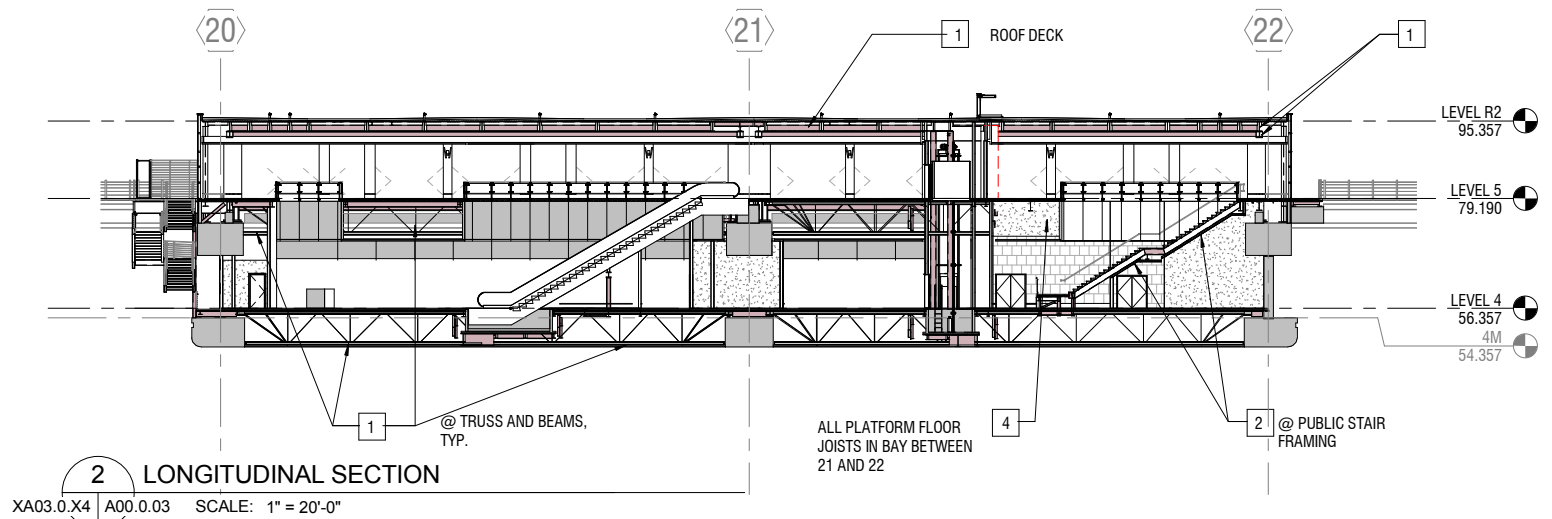 20
21
22
1 ROOF DECK
1
LEVEL R2
95.357
LEVEL 5
79.190
LEVEL 4
56.357
4M
54.357
1
@ TRUSS AND BEAMS,
TYP.
ALL PLATFORM FLOOR
JOISTS IN BAY BETWEEN
21 AND 22
4
2 @ PUBLIC STAIR
FRAMING
2 LONGITUDINAL SECTION
XA03.0.X4 A00.0.03 SCALE: 1" = 20'-0"